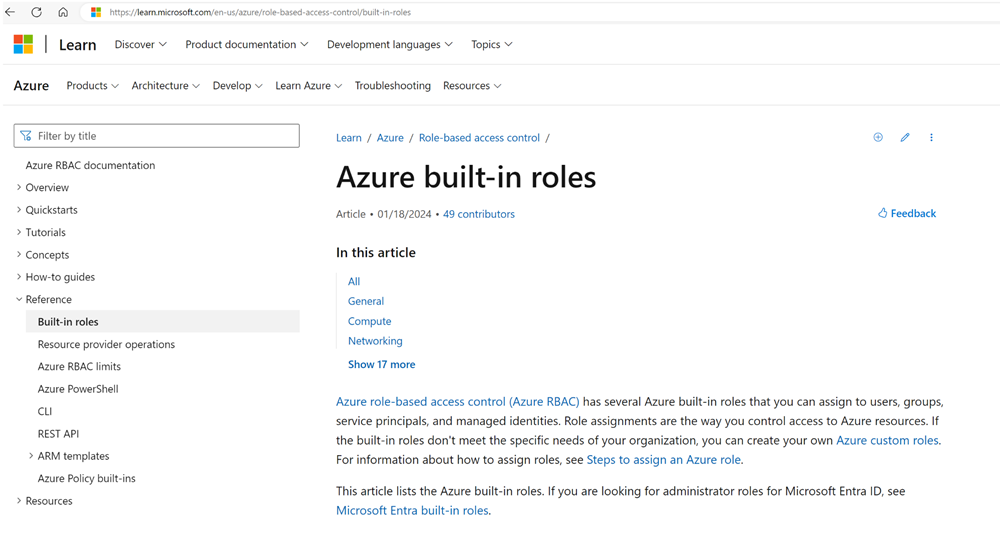 https://learn.microsoft.com/en-us/azure/role-based-access-control/built-in-roles
Learn Discover Product documentation Development languages Topics
Azure Products Architecture Develop Learn Azure Troubleshooting Resources
Filter by title
Azure RBAC documentation
Overview
Quickstarts
Tutorials
Concepts
How-to guides
Reference
Built-in roles
Resource provider operations
Azure RBAC limits
Azure PowerShell
CLI
REST API
ARM templates
Azure Policy built-ins
Resources
Learn / Azure / Role-based access control /
Azure built-in roles
Article • 01/18/2024 • 49 contributors
Feedback
In this article
All
General
Compute
Networking
Show 17 more
Azure role-based access control (Azure RBAC) has several Azure built-in roles that you can assign to users, groups,
service principals, and managed identities. Role assignments are the way you control access to Azure resources. If
the built-in roles don't meet the specific needs of your organization, you can create your own Azure custom roles.
For information about how to assign roles, see Steps to assign an Azure role.
This article lists the Azure built-in roles. If you are looking for administrator roles for Microsoft Entra ID, see
Microsoft Entra built-in roles.